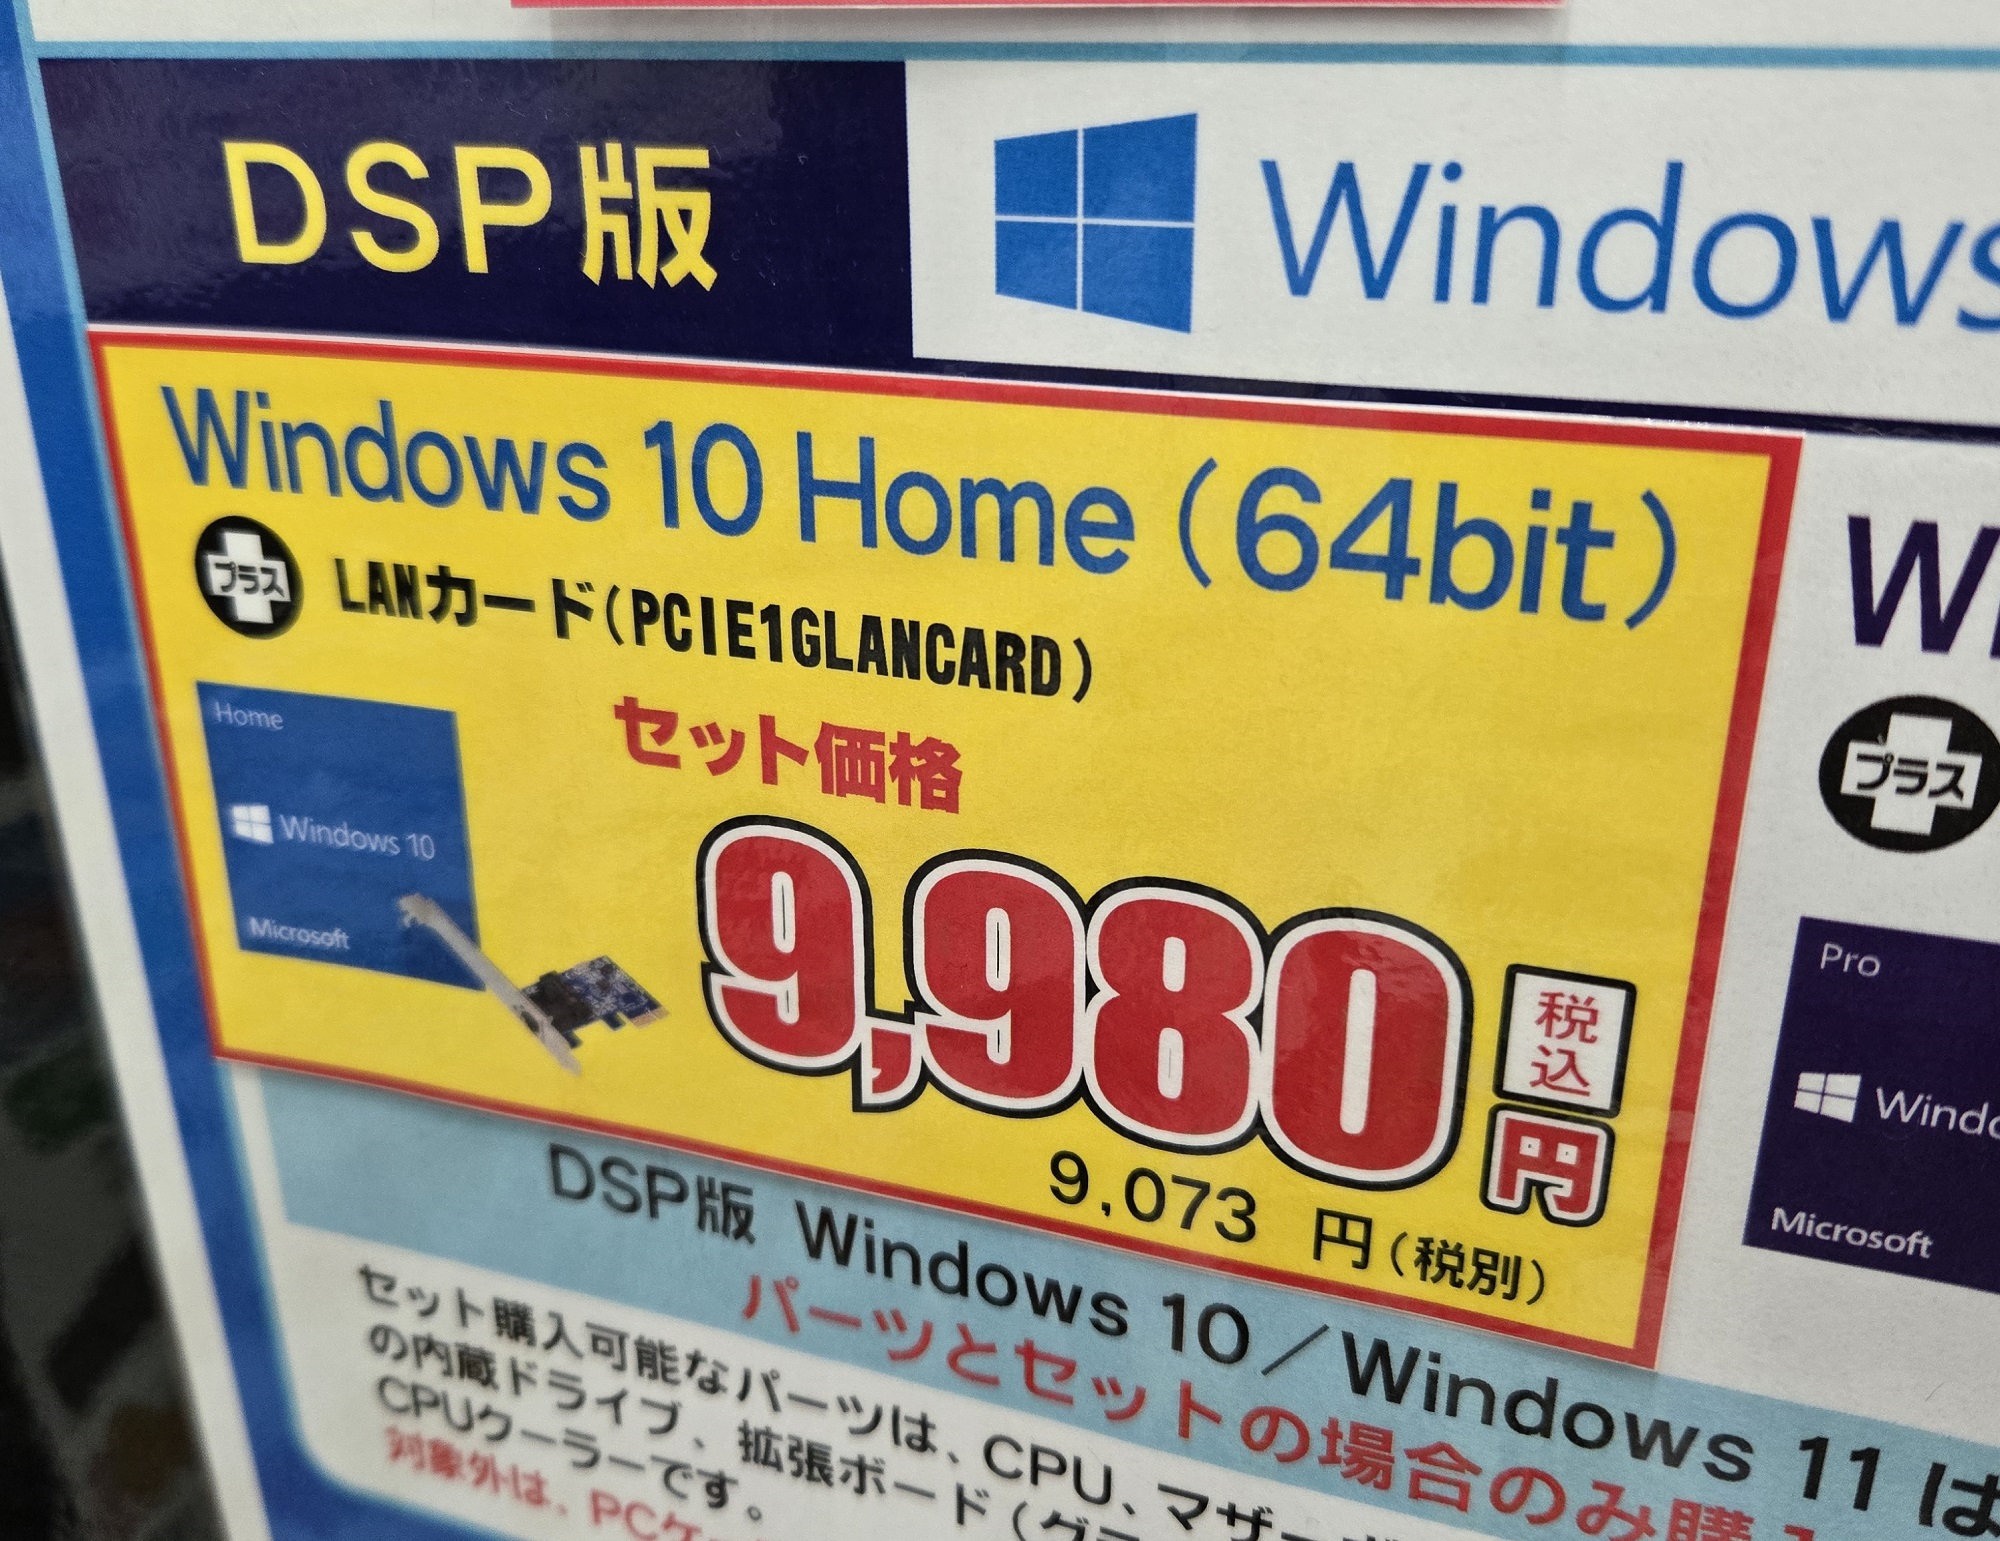 DSP版
Windows
Windows 10 Home (64bit)
プラス
LANカード(PCIE1GLANCARD)
セット価格
Home
Windows 10
Microsoft
9,980
税込
円
9,073 円(税別)
プラス
Pro
Microsoft
DSP版 Windows 10/Windows 11 は
パーツとセットの場合のみ購
セット購入可能なパーツは、CPU、マザー
の内蔵ドライブ、拡張ボード(グラ
CPUクーラーです。
対象外は、PCケ